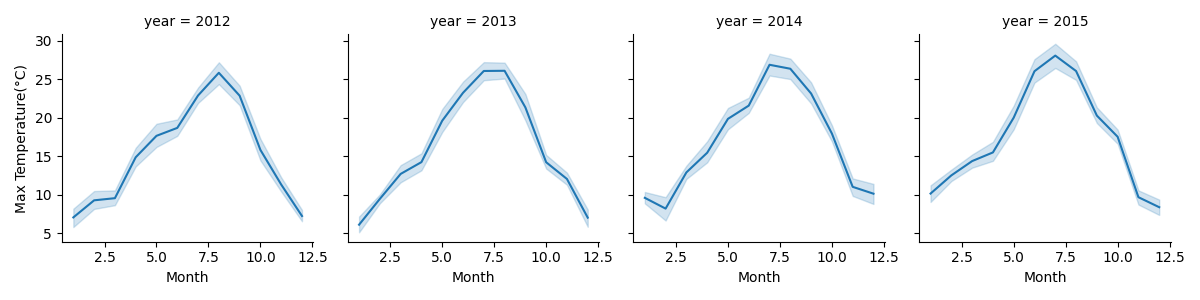 year = 2012
year = 2013
year = 2014
year = 2015
Max Temperature(°C)
30
25
20
15
10
5
2.5 5.0 7.5 10.0 12.5
2.5 5.0 7.5 10.0 12.5
2.5 5.0 7.5 10.0 12.5
2.5 5.0 7.5 10.0 12.5
Month
Month
Month
Month